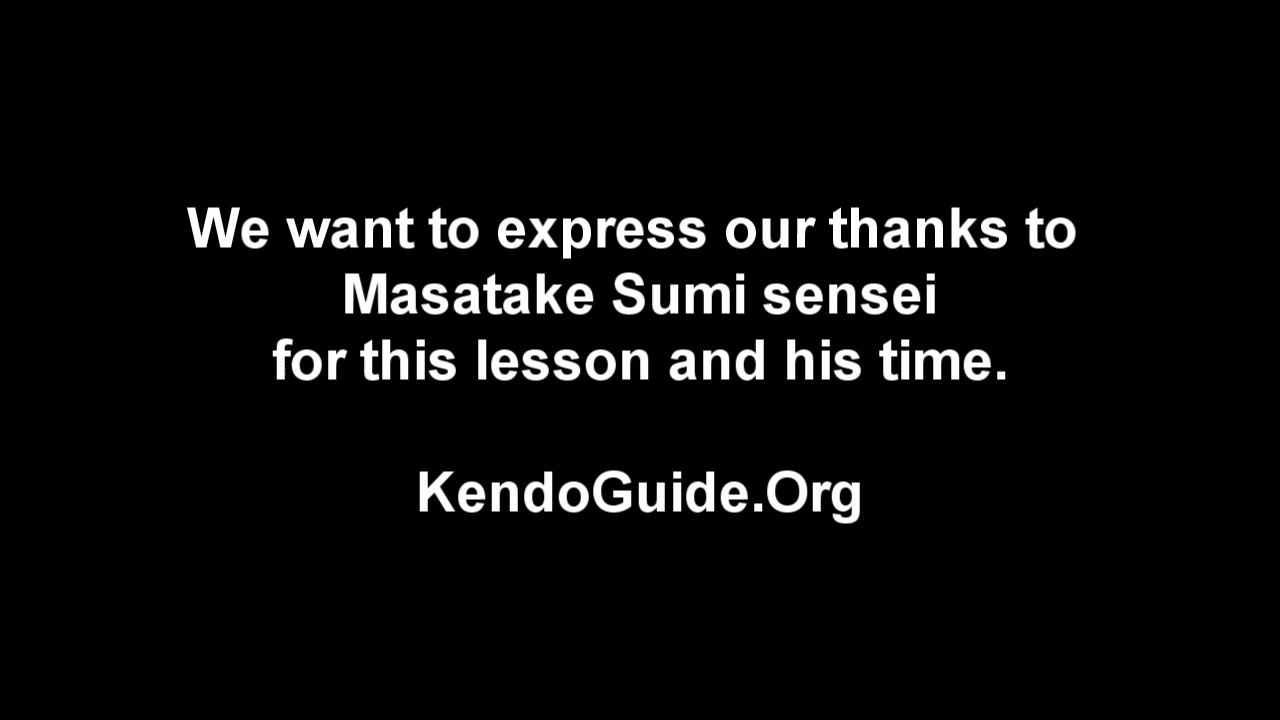 We want to express our thanks to
Masatake Sumi sensei
for this lesson and his time.
KendoGuide.Org